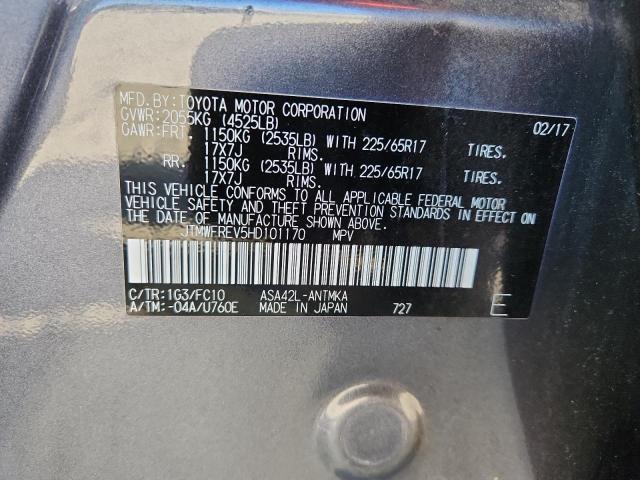 MFD.BY:TOYOTA MOTOR CORPORATION 02/17
GVWR:2055KG (4525LB)
GAWR:FRT. 1150KG (2535LB) WITH 225/65R17 TIRES.
17X7J RIMS.
RR. 1150KG (2535LB) WITH 225/65R17 TIRES.
17X7J RIMS.
THIS VEHICLE CONFORMS TO ALL APPLICABLE FEDERAL MOTOR
VEHICLE SAFETY AND THEFT PREVENTION STANDARDS IN EFFECT ON
THE DATE OF MANUFACTURE SHOWN ABOVE.
JTMWFREV5HD101170 MPV
C/TR:1G3/FC10 ASA42L-ANTMKA
A/TM:-04A/U760E MADE IN JAPAN 727 E